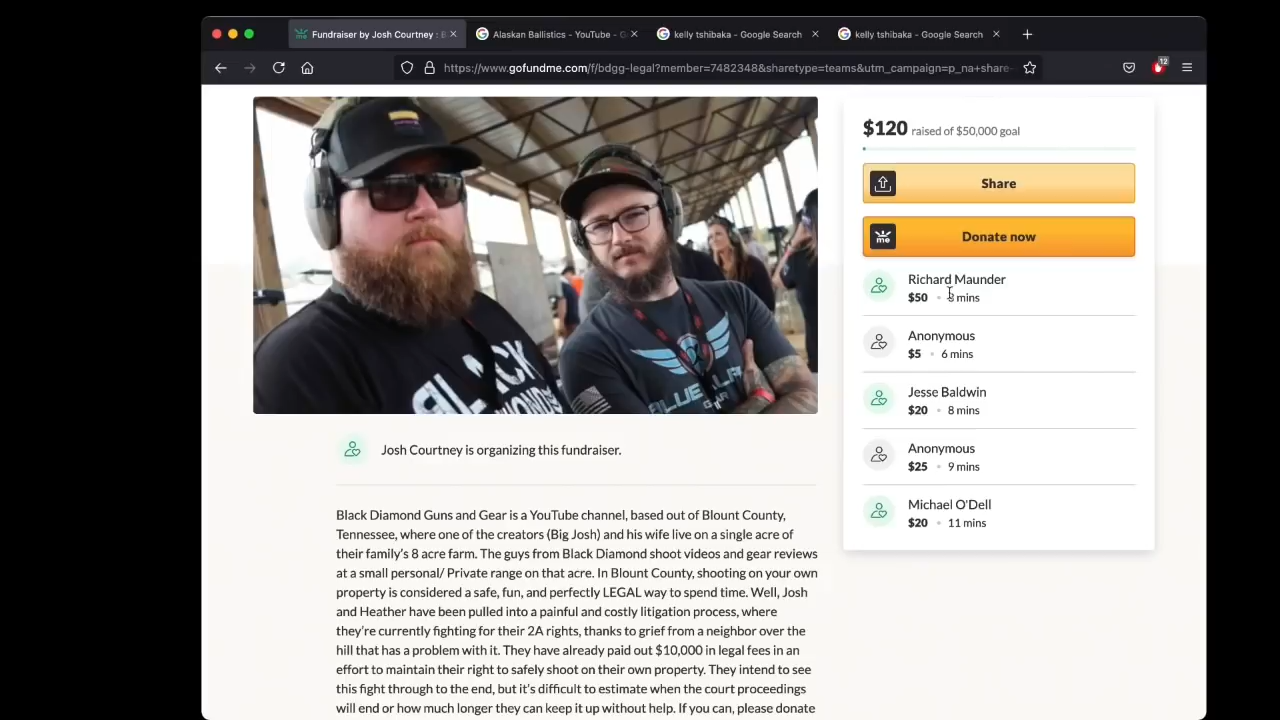 Fundraiser by Josh Courtney : B
Alaskan Ballistics - YouTube - G
kelly tshibaka - Google Search
kelly tshibaka - Google Search
https://www.gofundme.com/f/bdgg-legal?member=7482348&sharetype=teams&utm_campaign=p_na+share-
12
$120 raised of $50,000 goal
Share
me
Donate now
Richard Maunder
$50 • 3 mins
Anonymous
$5 • 6 mins
Jesse Baldwin
$20 • 8 mins
Anonymous
$25 • 9 mins
Michael O'Dell
$20 • 11 mins
Josh Courtney is organizing this fundraiser.
Black Diamond Guns and Gear is a YouTube channel, based out of Blount County,
Tennessee, where one of the creators (Big Josh) and his wife live on a single acre of
their family's 8 acre farm. The guys from Black Diamond shoot videos and gear reviews
at a small personal/ Private range on that acre. In Blount County, shooting on your own
property is considered a safe, fun, and perfectly LEGAL way to spend time. Well, Josh
and Heather have been pulled into a painful and costly litigation process, where
they're currently fighting for their 2A rights, thanks to grief from a neighbor over the
hill that has a problem with it. They have already paid out $10,000 in legal fees in an
effort to maintain their right to safely shoot on their own property. They intend to see
this fight through to the end, but it's difficult to estimate when the court proceedings
will end or how much longer they can keep it up without help. If you can, please donate